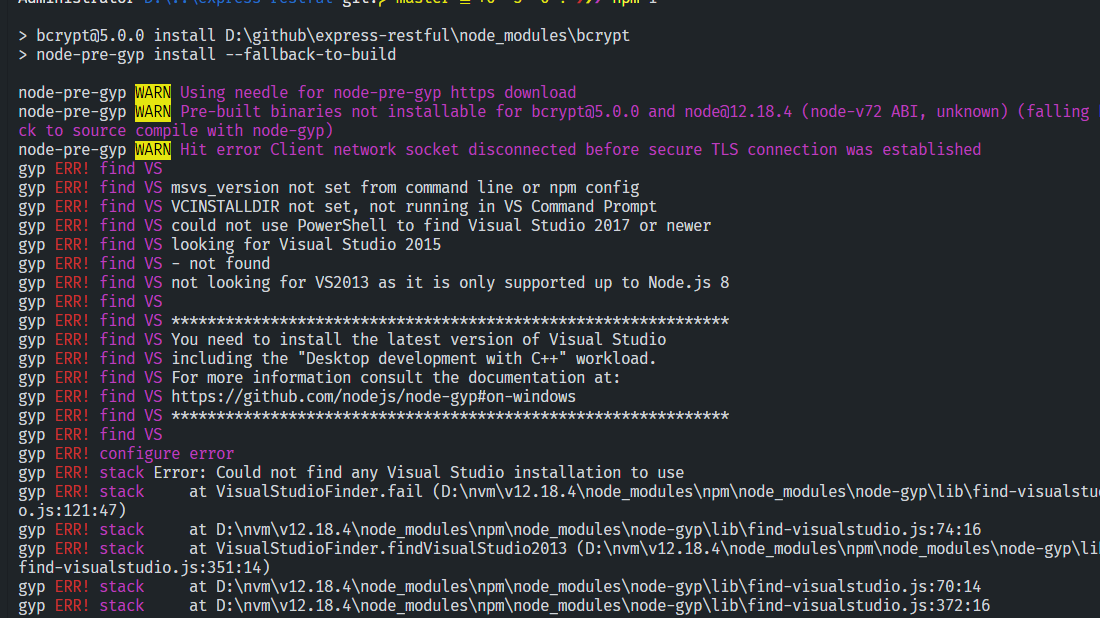 > bcrypt@5.0.0 install D:\github\express-restful\node_modules\bcrypt
> node-pre-gyp install --fallback-to-build
node-pre-gyp WARN Using needle for node-pre-gyp https download
node-pre-gyp WARN Pre-built binaries not installable for bcrypt@5.0.0 and node@12.18.4 (node-v72 ABI, unknown) (falling
ck to source compile with node-gyp)
node-pre-gyp WARN Hit error Client network socket disconnected before secure TLS connection was established
gyp ERR! find VS
gyp ERR! find VS msvs_version not set from command line or npm config
gyp ERR! find VS VCINSTALLDIR not set, not running in VS Command Prompt
gyp ERR! find VS could not use PowerShell to find Visual Studio 2017 or newer
gyp ERR! find VS looking for Visual Studio 2015
gyp ERR! find VS - not found
gyp ERR! find VS not looking for VS2013 as it is only supported up to Node.js 8
gyp ERR! find VS
gyp ERR! find VS **************************************************************
gyp ERR! find VS You need to install the latest version of Visual Studio
gyp ERR! find VS including the "Desktop development with C++" workload.
gyp ERR! find VS For more information consult the documentation at:
gyp ERR! find VS https://github.com/nodejs/node-gyp#on-windows
gyp ERR! find VS **************************************************************
gyp ERR! find VS
gyp ERR! configure error
gyp ERR! stack Error: Could not find any Visual Studio installation to use
gyp ERR! stack     at VisualStudioFinder.fail (D:\nvm\v12.18.4\node_modules\npm\node_modules\node-gyp\lib\find-visualstu
o.js:121:47)
gyp ERR! stack     at D:\nvm\v12.18.4\node_modules\npm\node_modules\node-gyp\lib\find-visualstudio.js:74:16
gyp ERR! stack     at VisualStudioFinder.findVisualStudio2013 (D:\nvm\v12.18.4\node_modules\npm\node_modules\node-gyp\li
find-visualstudio.js:351:14)
gyp ERR! stack     at D:\nvm\v12.18.4\node_modules\npm\node_modules\node-gyp\lib\find-visualstudio.js:70:14
gyp ERR! stack     at D:\nvm\v12.18.4\node_modules\npm\node_modules\node-gyp\lib\find-visualstudio.js:372:16